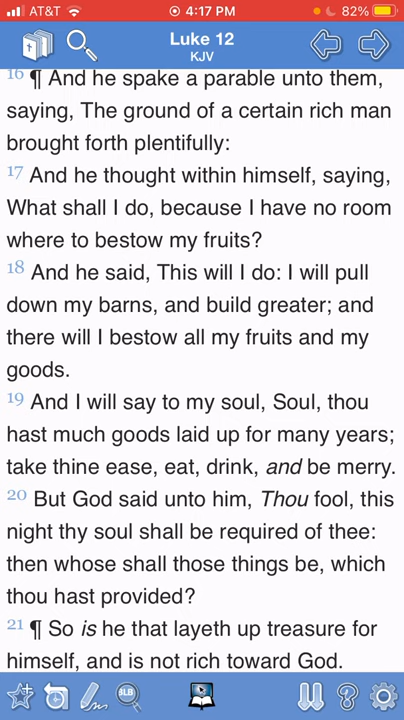 AT&T 4:17 PM 82%
Luke 12
KJV
16 ¶ And he spake a parable unto them,
saying, The ground of a certain rich man
brought forth plentifully:
17 And he thought within himself, saying,
What shall I do, because I have no room
where to bestow my fruits?
18 And he said, This will I do: I will pull
down my barns, and build greater; and
there will I bestow all my fruits and my
goods.
19 And I will say to my soul, Soul, thou
hast much goods laid up for many years;
take thine ease, eat, drink, and be merry.
20 But God said unto him, Thou fool, this
night thy soul shall be required of thee:
then whose shall those things be, which
thou hast provided?
21 ¶ So is he that layeth up treasure for
himself, and is not rich toward God.
SLB